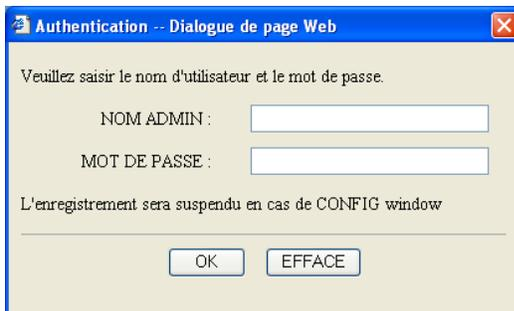 Authentication -- Dialogue de page Web
Veuillez saisir le nom d'utilisateur et le mot de passe.
NOM ADMIN :
MOT DE PASSE :
L'enregistrement sera suspendu en cas de CONFIG window
OK EFFACE